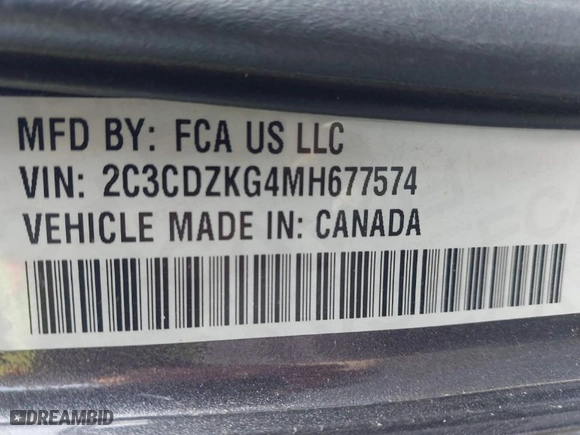 MFD BY: FCA US LLC
VIN: 2C3CDZKG4MH677574
VEHICLE MADE IN: CANADA
DREAMBID